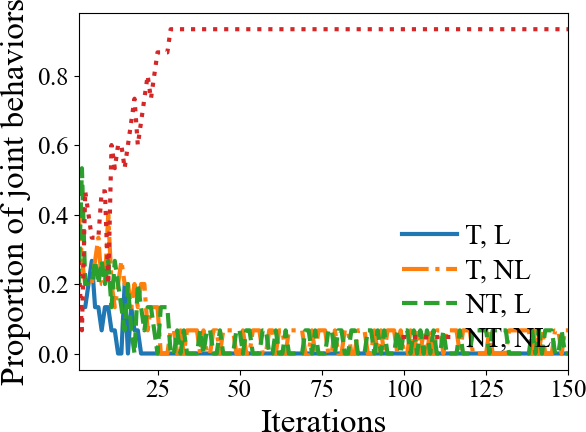 Proportion of joint behaviors
0.8
0.6
0.4
0.2
0.0
T, L
T, NL
NT, L
NT, NL
25 50 75 100 125 150
Iterations